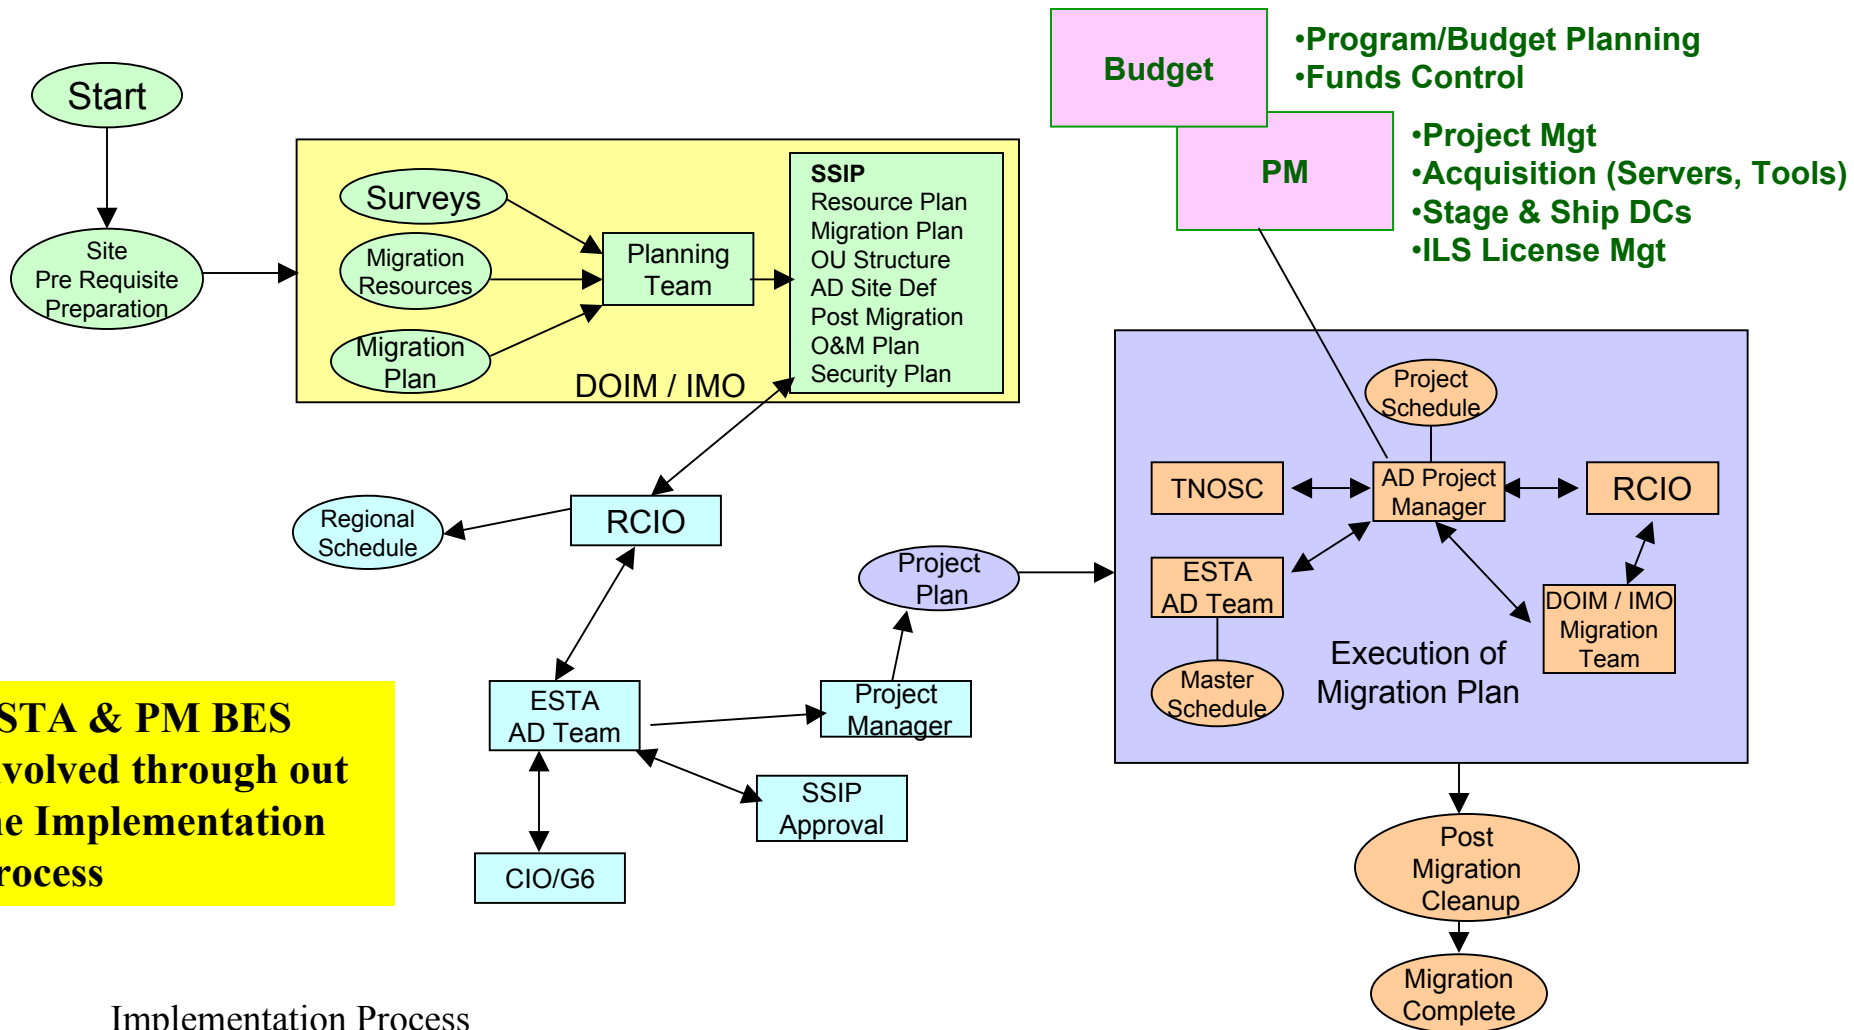 Start
Site
Pre Requisite
Preparation
Surveys
Migration
Resources
Migration
Plan
Planning
Team
DOIM / IMO
SSIP
Resource Plan
Migration Plan
OU Structure
AD Site Def
Post Migration
O&M Plan
Security Plan
Budget
•Program/Budget Planning
•Funds Control
PM
•Project Mgt
•Acquisition (Servers, Tools)
•Stage & Ship DCs
•ILS License Mgt
Regional
Schedule
RCIO
ESTA
AD Team
CIO/G6
SSIP
Approval
Project
Manager
Project
Plan
Project
Schedule
TNOSC
AD Project
Manager
RCIO
ESTA
AD Team
Master
Schedule
DOIM / IMO
Migration
Team
Execution of
Migration Plan
Post
Migration
Cleanup
Migration
Complete
STA & PM BES
volved through out
e Implementation
rocess
Implementation Process